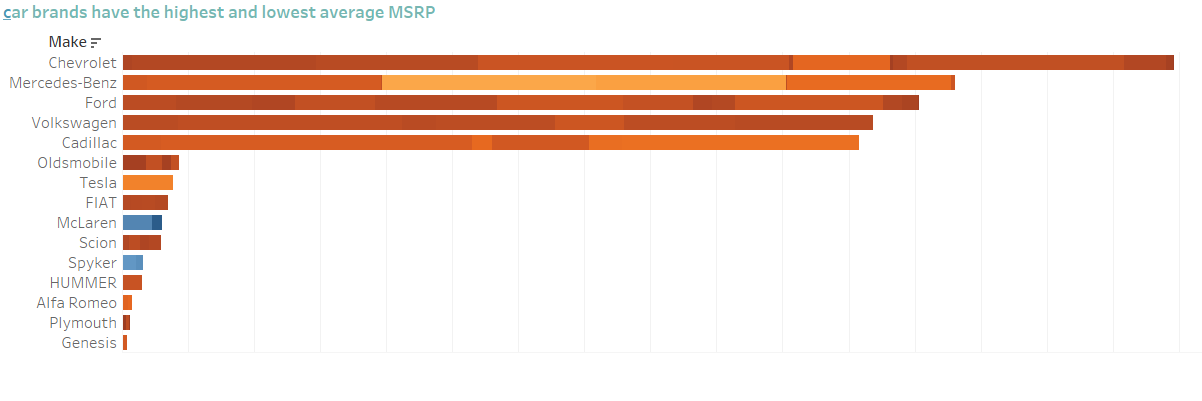 car brands have the highest and lowest average MSRP
Make
Chevrolet
Mercedes-Benz
Ford
Volkswagen
Cadillac
Oldsmobile
Tesla
FIAT
McLaren
Scion
Spyker
HUMMER
Alfa Romeo
Plymouth
Genesis